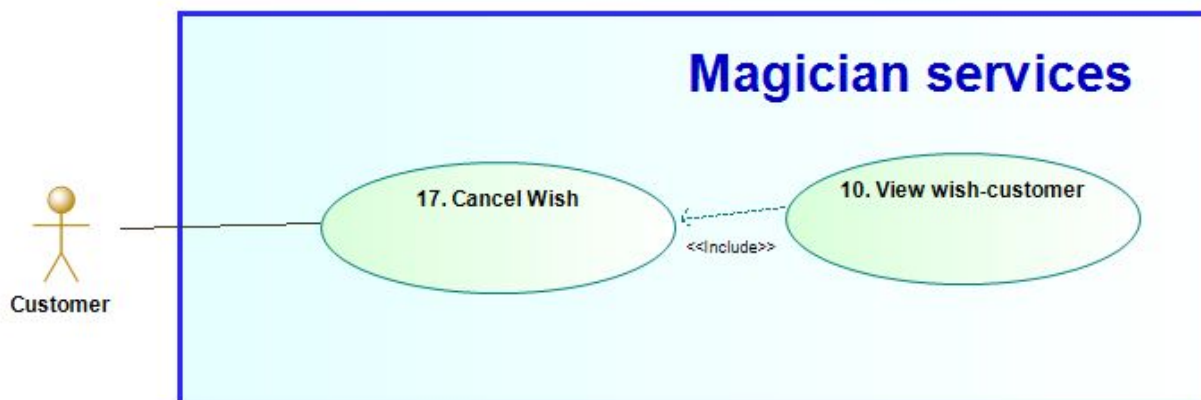 Magician services
17. Cancel Wish
10. View wish-customer
<<Include>>
Customer